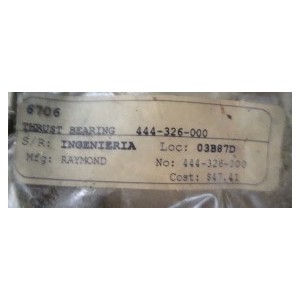 6706
THRUST BEARING 444-326-000
S/R: INGENIERIA Loc: 03B87D
Mfg: RAYMOND No: 444-326-000
Cost: 847.41